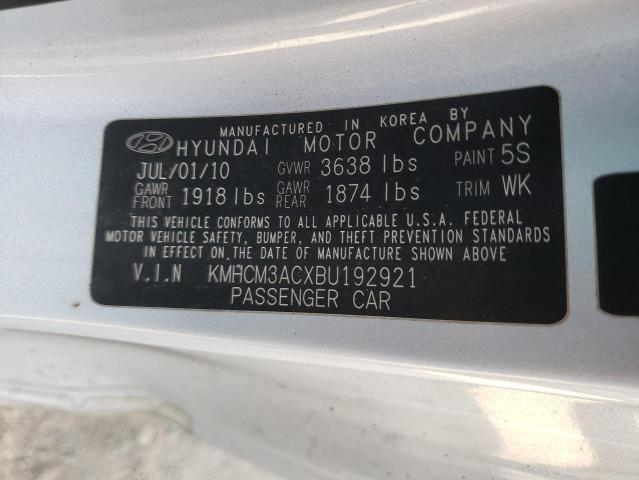 MANUFACTURED IN KOREA BY
HYUNDAI MOTOR COMPANY
JUL/01/10 GVWR 3638 lbs PAINT 5S
GAWR FRONT 1918 lbs GAWR REAR 1874 lbs TRIM WK
THIS VEHICLE CONFORMS TO ALL APPLICABLE U.S.A. FEDERAL
MOTOR VEHICLE SAFETY, BUMPER, AND THEFT PREVENTION STANDARDS
IN EFFECT ON THE DATE OF MANUFACTURE SHOWN ABOVE
V.I.N KMHCM3ACXBU192921
PASSENGER CAR